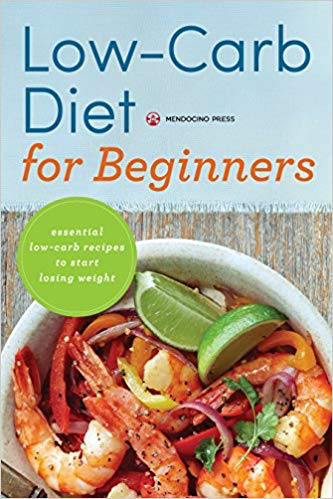 Low-Carb
Diet
MENDOCINO PRESS
for Beginners
essential
low-carb recipes
to start
losing weight